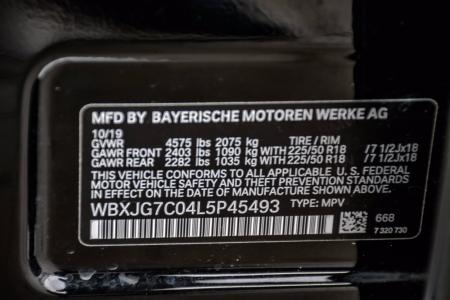 MFD BY BAYERISCHE MOTOREN WERKE AG
10/19
GVWR 4575 lbs 2075 kg TIRE / RIM
GAWR FRONT 2403 lbs 1090 kg WITH 225/50 R18 /7 1/2Jx18
GAWR REAR 2282 lbs 1035 kg WITH 225/50 R18 /7 1/2Jx18
THIS VEHICLE CONFORMS TO ALL APPLICABLE U. S. FEDERAL
MOTOR VEHICLE SAFETY AND THEFT PREVENTION STANDARDS
IN EFFECT ON THE DATE OF MANUFACTURE SHOWN ABOVE.
WBXJG7C04L5P45493 TYPE: MPV
668
7 320 730